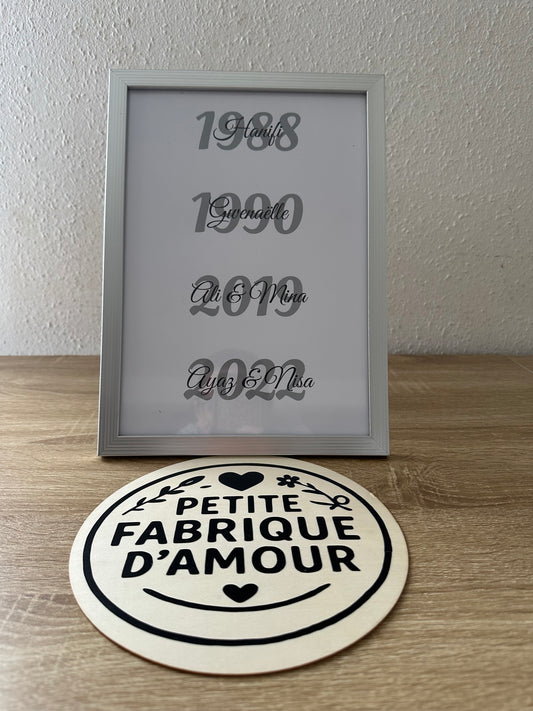 1988
Hanifi
1990
Gwenaëlle
2019
Ali & Mina
2022
Ayaz & Nisa
PETITE
FABRIQUE
D'AMOUR